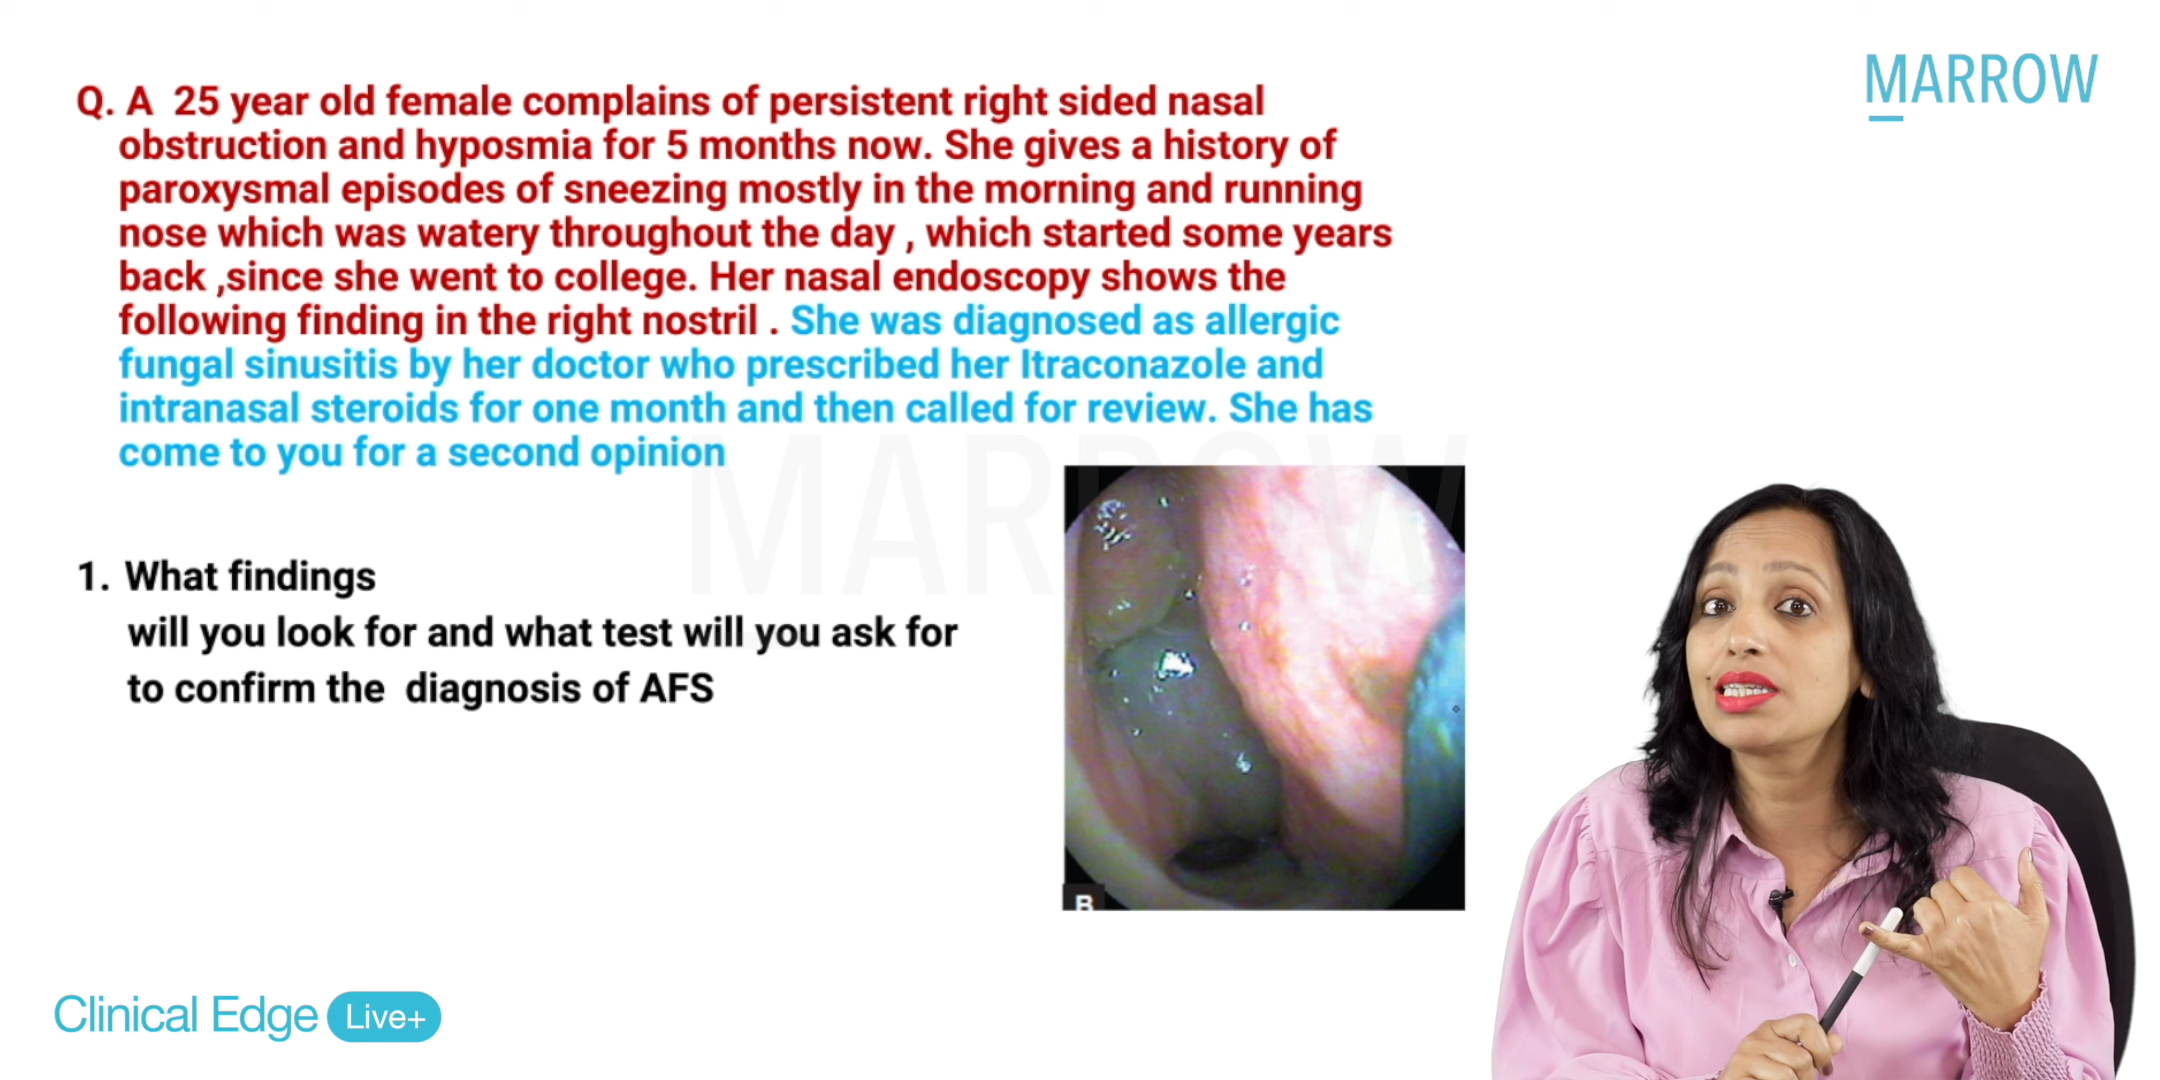 MARROW
Q. A 25 year old female complains of persistent right sided nasal
obstruction and hyposmia for 5 months now. She gives a history of
paroxysmal episodes of sneezing mostly in the morning and running
nose which was watery throughout the day , which started some years
back ,since she went to college. Her nasal endoscopy shows the
following finding in the right nostril . She was diagnosed as allergic
fungal sinusitis by her doctor who prescribed her Itraconazole and
intranasal steroids for one month and then called for review. She has
come to you for a second opinion
MARROW
1. What findings
will you look for and what test will you ask for
to confirm the diagnosis of AFS
B
Clinical Edge Live+